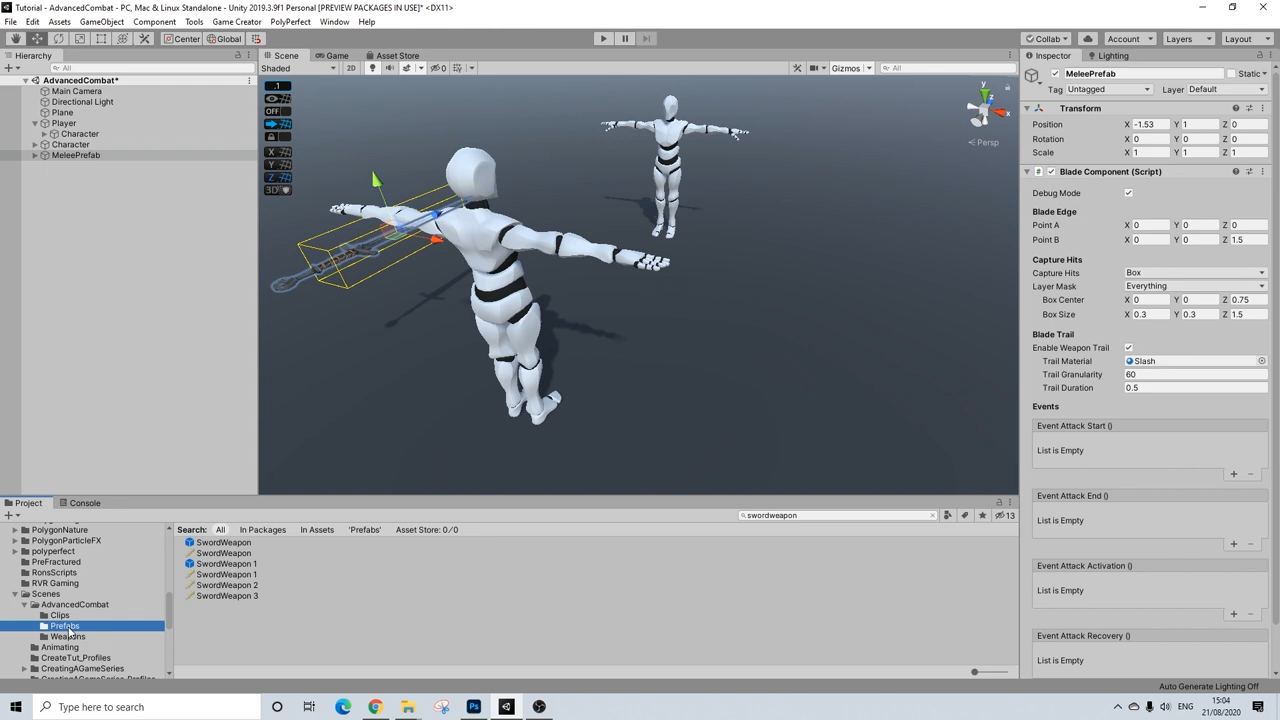 Tutorial - AdvancedCombat - PC, Mac & Linux Standalone - Unity 2019.3.9f1 Personal [PREVIEW PACKAGES IN USE]* <DX11>
File Edit Assets GameObject Component Tools Game Creator PolyPerfect Window Help
Center Global Collab Account Layers Layout
Hierarchy
All
AdvancedCombat*
Main Camera
Directional Light
Plane
Player
Character
Character
MeleePrefab
Scene Game Asset Store
Shaded 2D 0 Gizmos All
.1
OFF
X
Y
Z
3D
y
x
z
Persp
Inspector Lighting
MeleePrefab Static
Tag Untagged Layer Default
Transform
Position X -1.53 Y 1 Z 0
Rotation X 0 Y 0 Z 0
Scale X 1 Y 1 Z 1
Blade Component (Script)
Debug Mode
Blade Edge
Point A X 0 Y 0 Z 0
Point B X 0 Y 0 Z 1.5
Capture Hits
Capture Hits Box
Layer Mask Everything
Box Center X 0 Y 0 Z 0.75
Box Size X 0.3 Y 0.3 Z 1.5
Blade Trail
Enable Weapon Trail
Trail Material Slash
Trail Granularity 60
Trail Duration 0.5
Events
Event Attack Start ()
List is Empty
Event Attack End ()
List is Empty
Event Attack Activation ()
List is Empty
Event Attack Recovery ()
List is Empty
Project Console
swordweapon 13
PolygonNature
PolygonParticleFX
polyperfect
PreFractured
RonsScripts
RVR Gaming
Scenes
AdvancedCombat
Clips
Prefabs
Weapons
Animating
CreateTut_Profiles
CreatingAGameSeries
Search: All In Packages In Assets 'Prefabs' Asset Store: 0/0
SwordWeapon
SwordWeapon
SwordWeapon 1
SwordWeapon 1
SwordWeapon 2
SwordWeapon 3
Auto Generate Lighting Off
Type here to search
ENG
15:04
21/08/2020